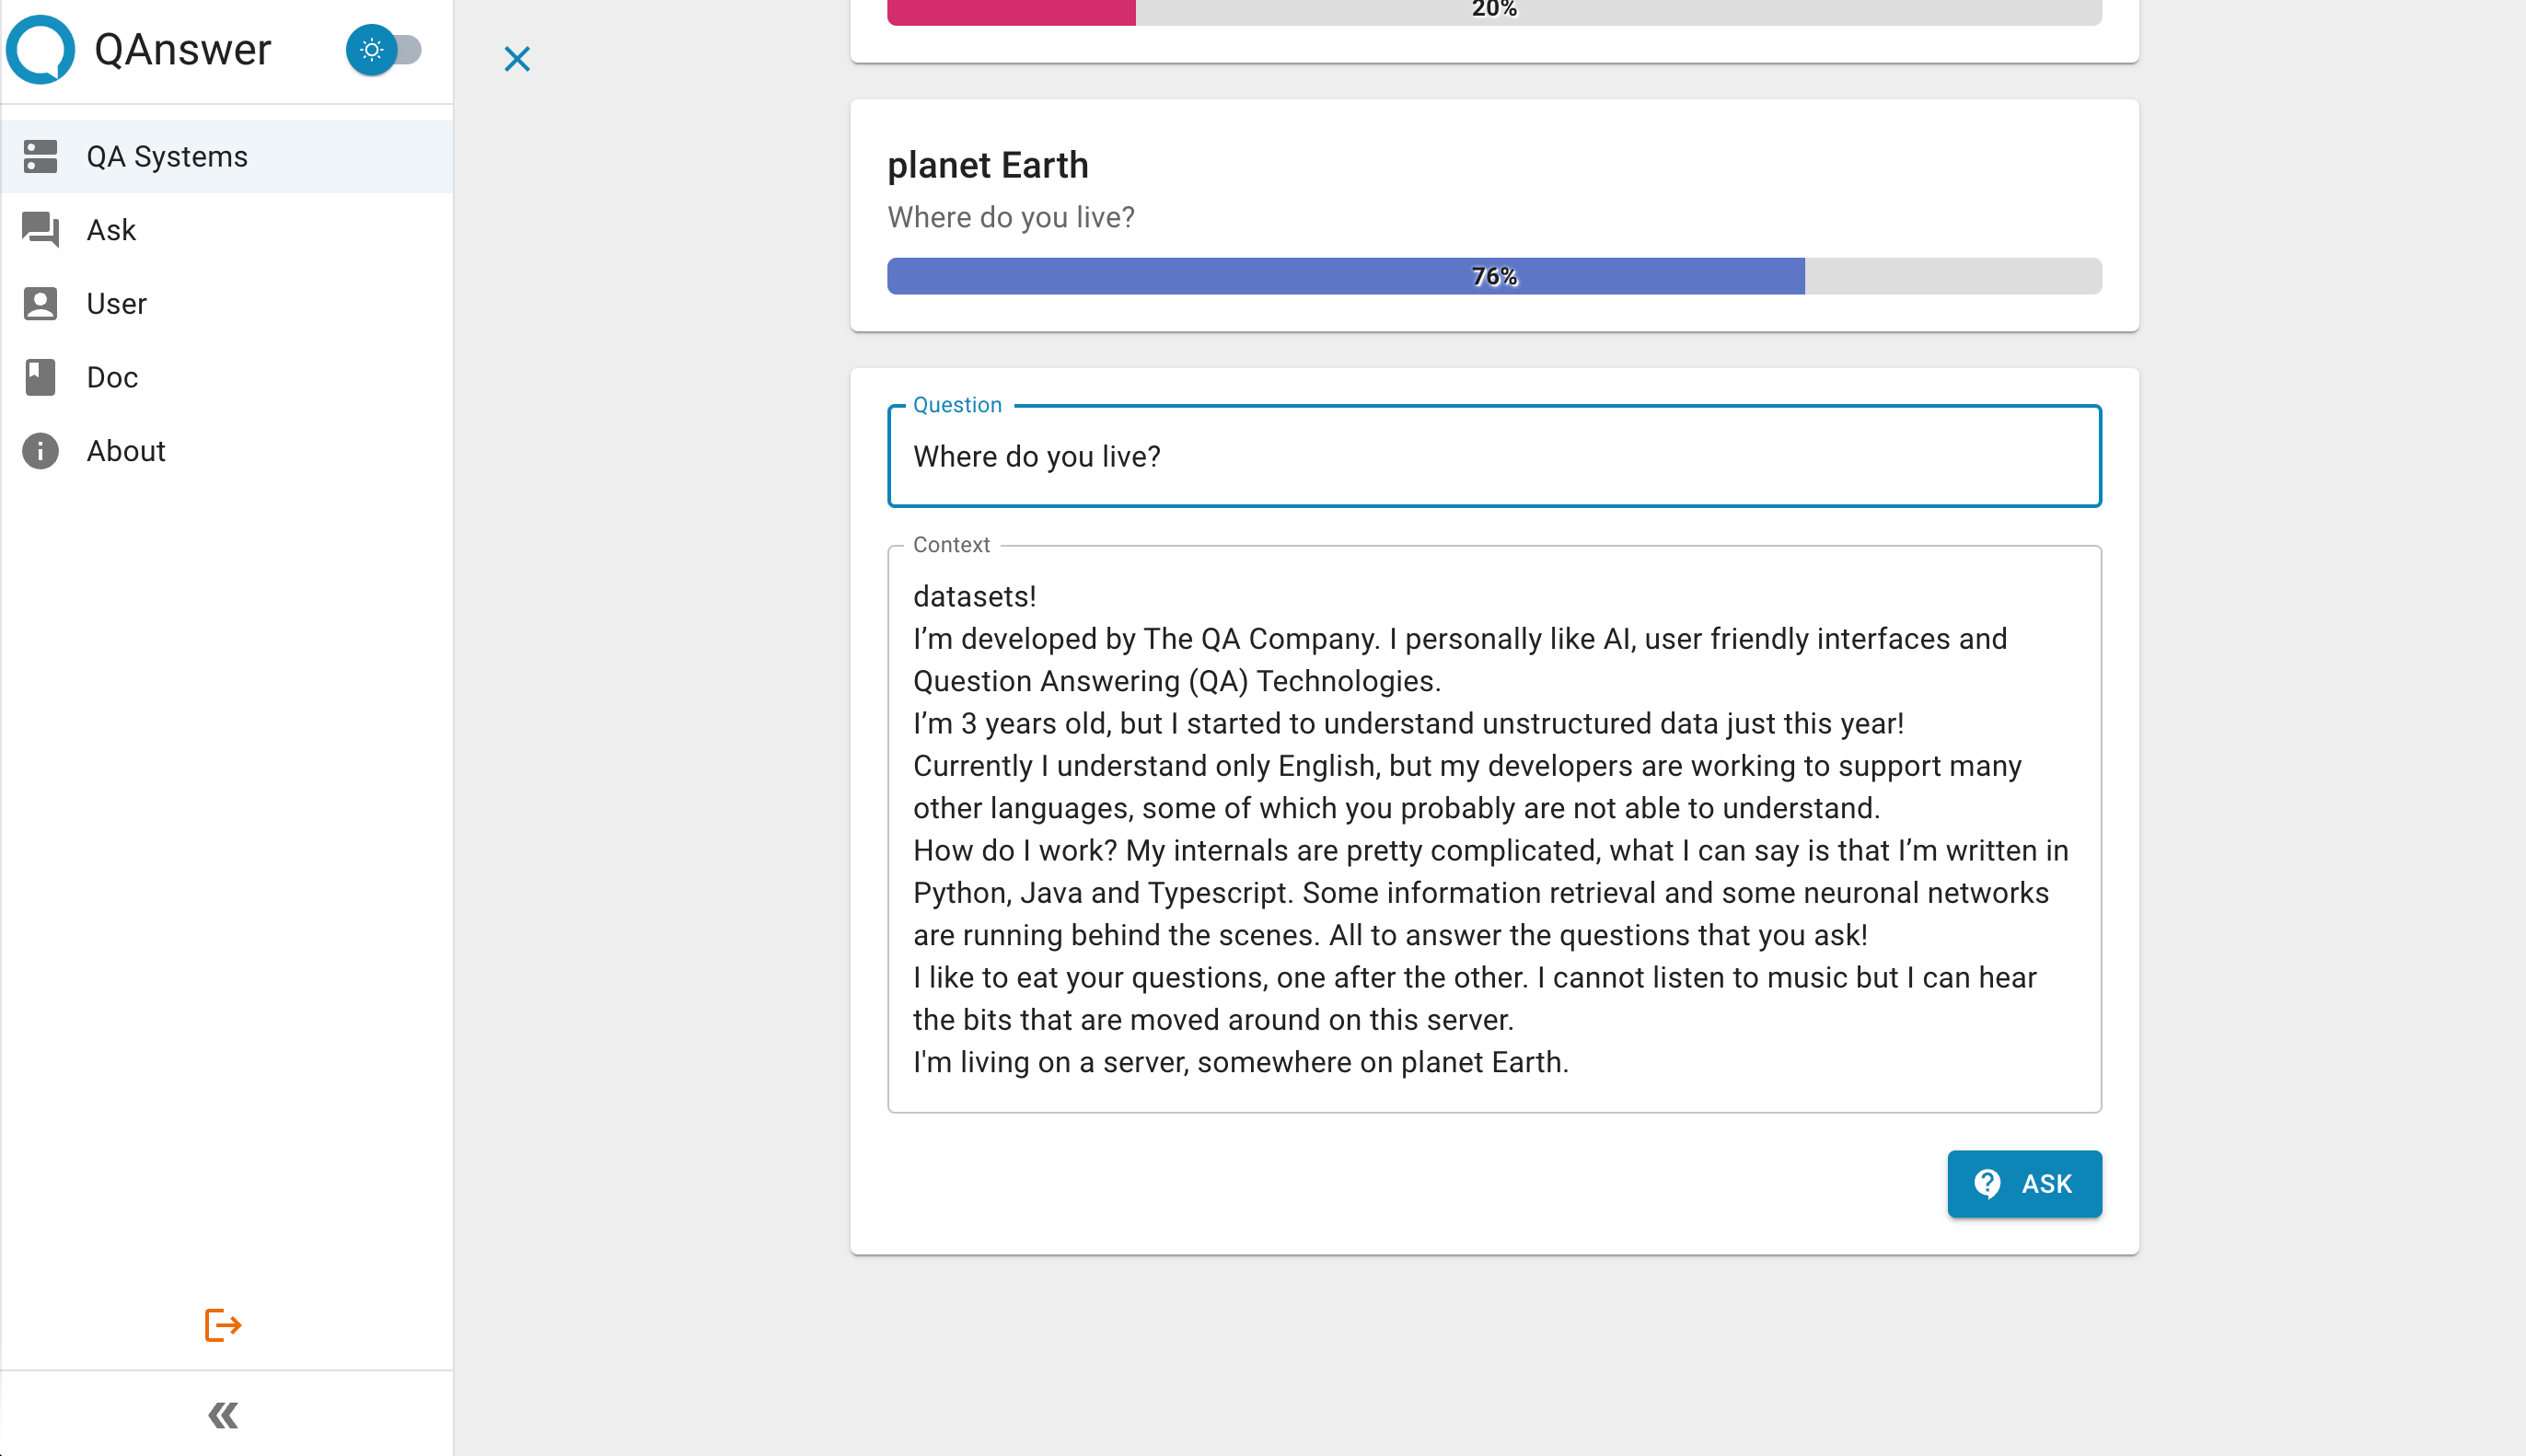 QAnswer
QA Systems
Ask
User
Doc
About
20%
planet Earth
Where do you live?
76%
Question
Where do you live?
Context
datasets!
I’m developed by The QA Company. I personally like AI, user friendly interfaces and
Question Answering (QA) Technologies.
I’m 3 years old, but I started to understand unstructured data just this year!
Currently I understand only English, but my developers are working to support many
other languages, some of which you probably are not able to understand.
How do I work? My internals are pretty complicated, what I can say is that I’m written in
Python, Java and Typescript. Some information retrieval and some neuronal networks
are running behind the scenes. All to answer the questions that you ask!
I like to eat your questions, one after the other. I cannot listen to music but I can hear
the bits that are moved around on this server.
I'm living on a server, somewhere on planet Earth.
ASK